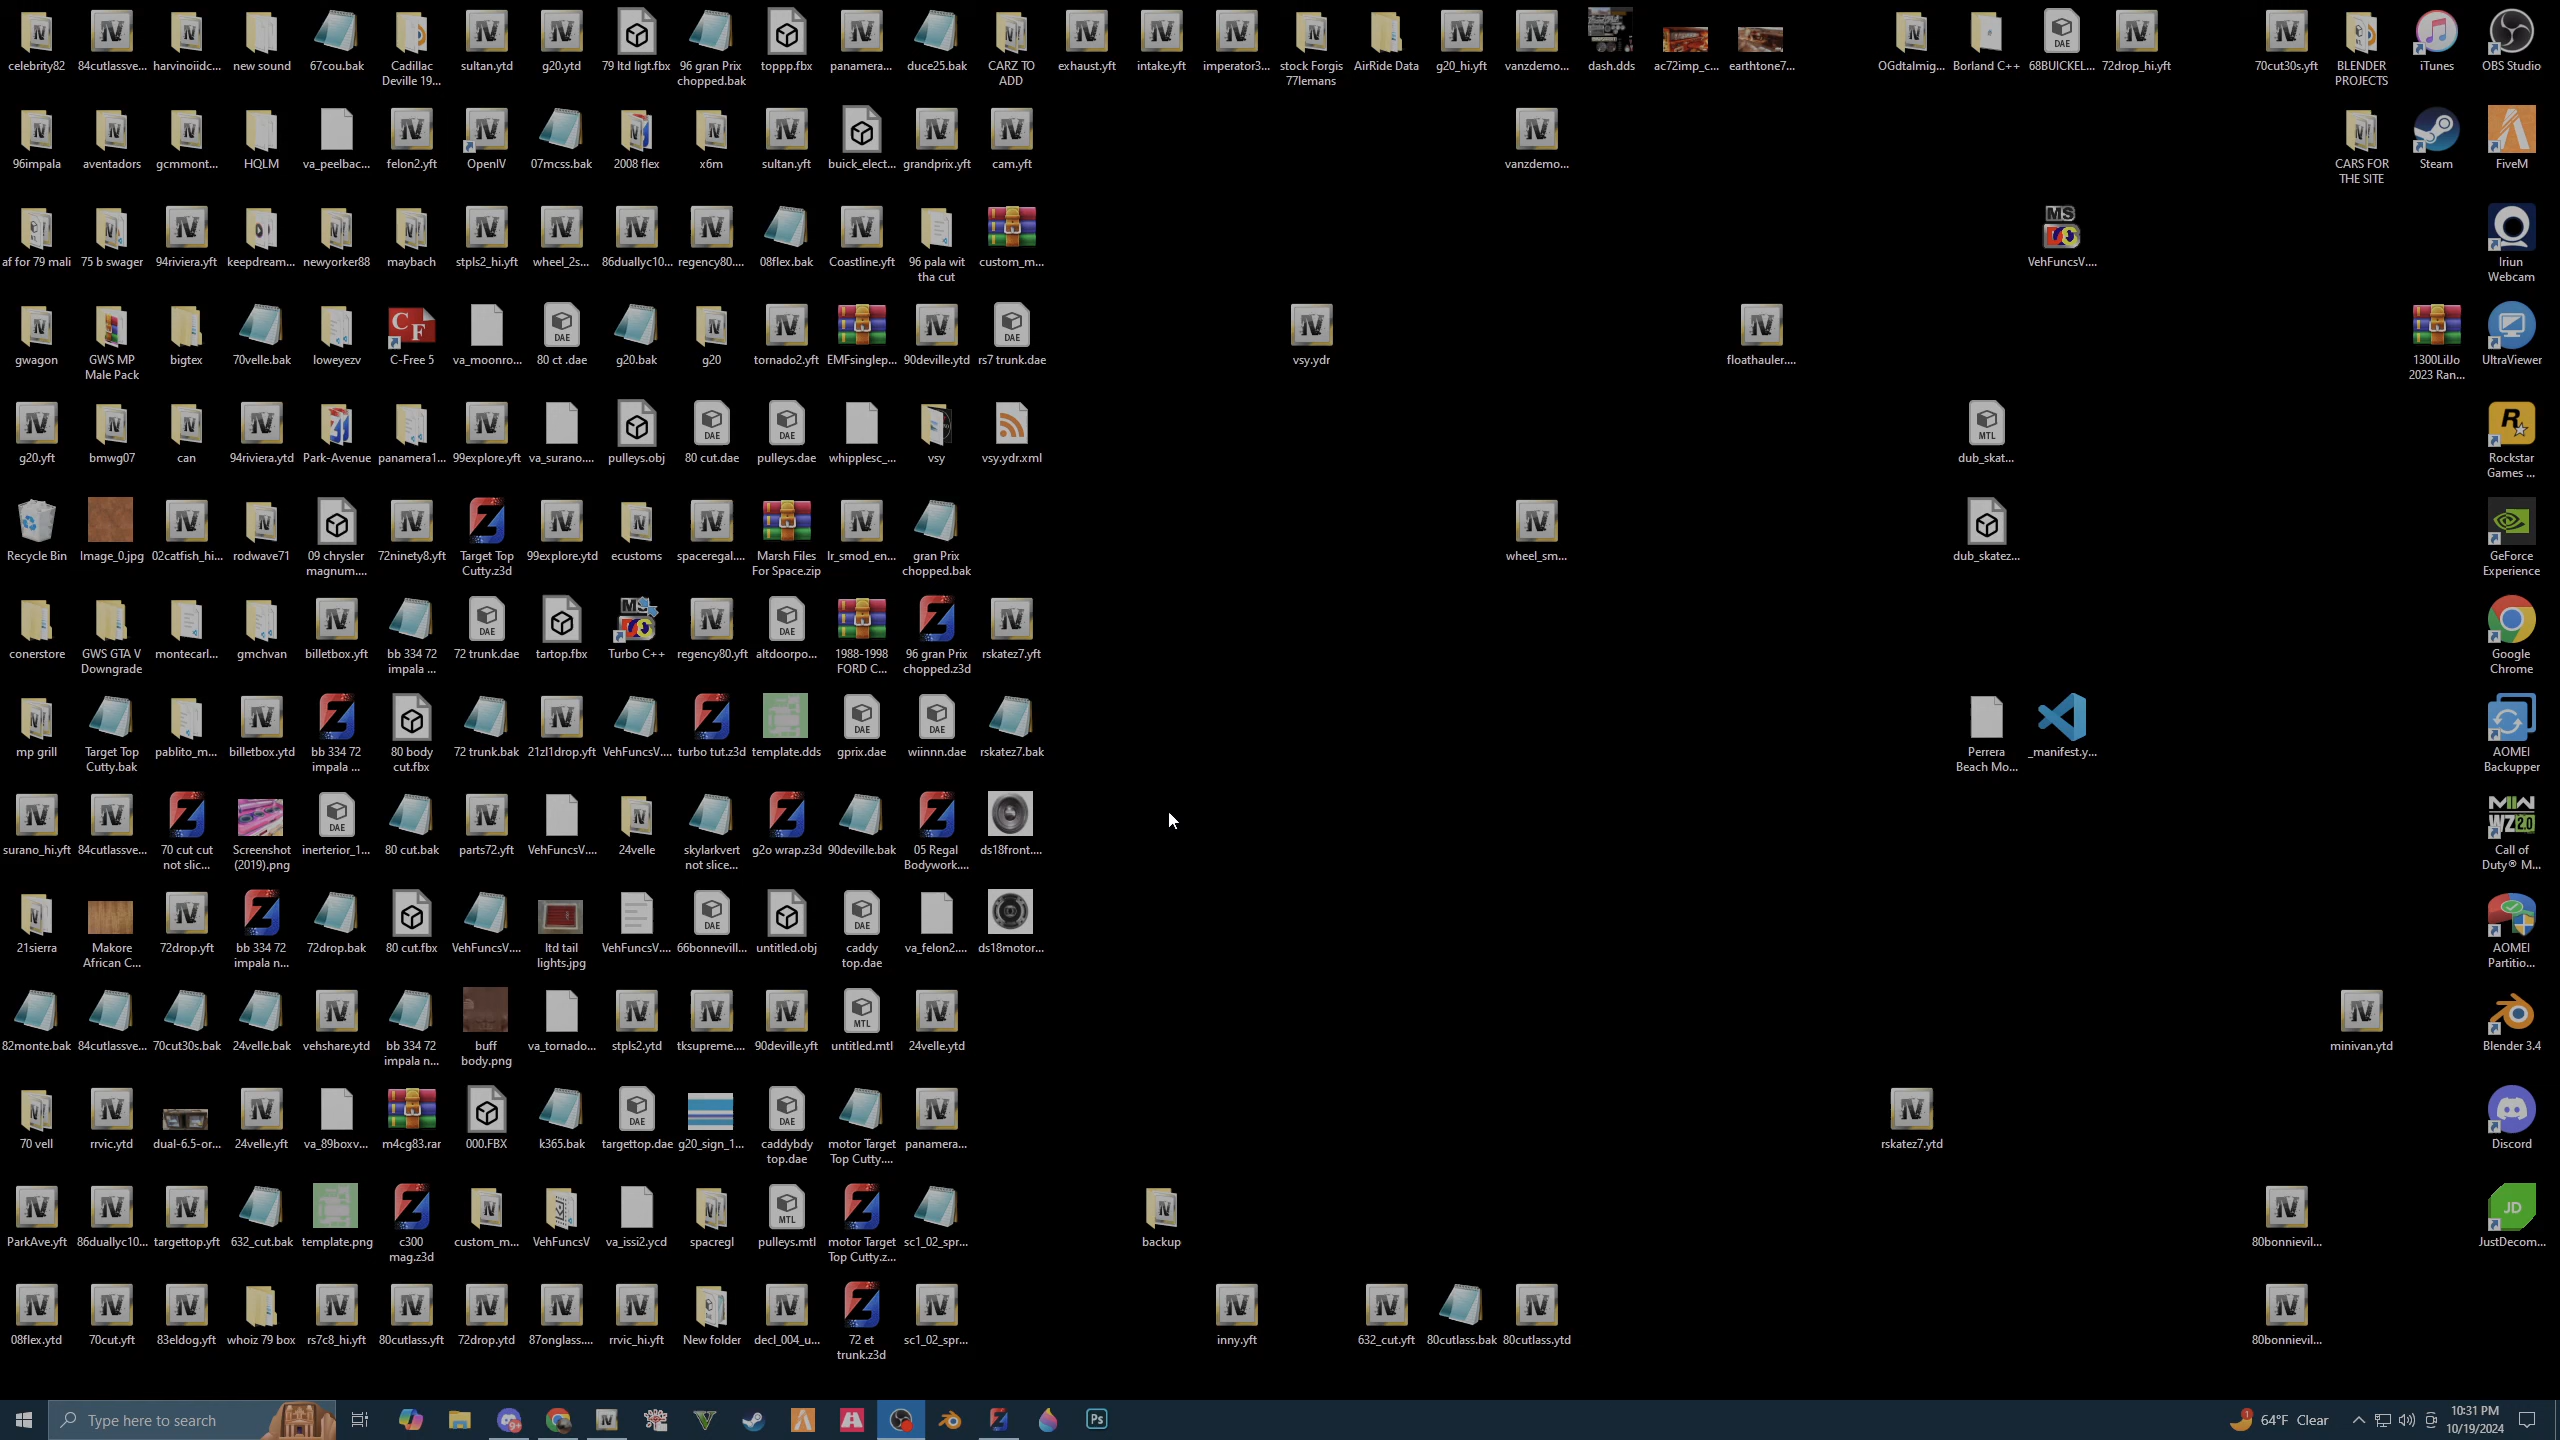 celebrity82
84cutlassve...
harvinoiidc...
new sound
67cou.bak
Cadillac
Deville 19...
sultan.ytd
g20.ytd
79 ltd ligt.fbx
96 gran Prix
chopped.bak
toppp.fbx
panamera...
duce25.bak
CARZ TO
ADD
exhaust.yft
intake.yft
imperator3...
stock Forgis
77lemans
AirRide Data
g20_hi.yft
vanzdemo...
dash.dds
ac72imp_c...
earthtone7...
OGdtalmig...
Borland C++
68BUICKEL...
72drop_hi.yft
70cut30s.yft
BLENDER
PROJECTS
iTunes
OBS Studio
96impala
aventadors
gcmmont...
HQLM
va_peelbac...
felon2.yft
OpenIV
07mcss.bak
2008 flex
x6m
sultan.yft
buick_elect...
grandprix.yft
cam.yft
vanzdemo...
CARS FOR
THE SITE
Steam
FiveM
af for 79 mali
75 b swager
94riviera.yft
keepdream...
newyorker88
maybach
stpls2_hi.yft
wheel_2s...
86duallyc10...
regency80....
08flex.bak
Coastline.yft
96 pala wit
tha cut
custom_m...
VehFuncsV....
Iriun
Webcam
gwagon
GWS MP
Male Pack
bigtex
70velle.bak
loweyezv
C-Free 5
va_moonro...
80 ct .dae
g20.bak
g20
tornado2.yft
EMFsinglep...
90deville.ytd
rs7 trunk.dae
vsy.ydr
floathauler....
1300LilJo
2023 Ran...
UltraViewer
g20.yft
bmwg07
can
94riviera.ytd
Park-Avenue
panamera1...
99explore.yft
va_surano....
pulleys.obj
80 cut.dae
pulleys.dae
whipplesc_...
vsy
vsy.ydr.xml
dub_skat...
Rockstar
Games ...
Recycle Bin
Image_0.jpg
02catfish_hi...
rodwave71
09 chrysler
magnum....
72ninety8.yft
Target Top
Cutty.z3d
99explore.ytd
ecustoms
spaceregal....
Marsh Files
For Space.zip
lr_smod_en...
gran Prix
chopped.bak
wheel_sm...
dub_skatez...
GeForce
Experience
conerstore
GWS GTA V
Downgrade
montecarl...
gmchvan
billetbox.yft
bb 334 72
impala ...
72 trunk.dae
tartop.fbx
Turbo C++
regency80.yft
altdoorpo...
1988-1998
FORD C...
96 gran Prix
chopped.z3d
rskatez7.yft
Google
Chrome
mp grill
Target Top
Cutty.bak
pablito_m...
billetbox.ytd
bb 334 72
impala ...
80 body
cut.fbx
72 trunk.bak
21zl1drop.yft
VehFuncsV....
turbo tut.z3d
template.dds
gprix.dae
wiinnn.dae
rskatez7.bak
Perrera
Beach Mo...
_manifest.y...
AOMEI
Backupper
surano_hi.yft
84cutlassve...
70 cut cut
not slic...
Screenshot
(2019).png
inerterior_1...
80 cut.bak
parts72.yft
VehFuncsV....
24velle
skylarkvert
not slice...
g2o wrap.z3d
90deville.bak
05 Regal
Bodywork....
ds18front....
Call of
Duty® M...
21sierra
Makore
African C...
72drop.yft
bb 334 72
impala n...
72drop.bak
80 cut.fbx
VehFuncsV....
ltd tail
lights.jpg
VehFuncsV....
66bonnevill...
untitled.obj
caddy
top.dae
va_felon2....
ds18motor...
AOMEI
Partitio...
82monte.bak
84cutlassve...
70cut30s.bak
24velle.bak
vehshare.ytd
bb 334 72
impala n...
buff
body.png
va_tornado...
stpls2.ytd
tksupreme....
90deville.yft
untitled.mtl
24velle.ytd
minivan.ytd
Blender 3.4
70 vell
rrvic.ytd
dual-6.5-or...
24velle.yft
va_89boxv...
m4cg83.rar
000.FBX
k365.bak
targettop.dae
g20_sign_1...
caddybdy
top.dae
motor Target
Top Cutty....
panamera...
rskatez7.ytd
Discord
ParkAve.yft
86duallyc10...
targettop.yft
632_cut.bak
template.png
c300
mag.z3d
custom_m...
VehFuncsV
va_issi2.ycd
spacregl
pulleys.mtl
motor Target
Top Cutty.z...
sc1_02_spr...
backup
80bonnievil...
JustDecom...
08flex.ytd
70cut.yft
83eldog.yft
whoiz 79 box
rs7c8_hi.yft
80cutlass.yft
72drop.ytd
87onglass....
rrvic_hi.yft
New folder
decl_004_u...
72 et
trunk.z3d
sc1_02_spr...
inny.yft
632_cut.yft
80cutlass.bak
80cutlass.ytd
80bonnievil...
Type here to search
64°F Clear
10:31 PM
10/19/2024